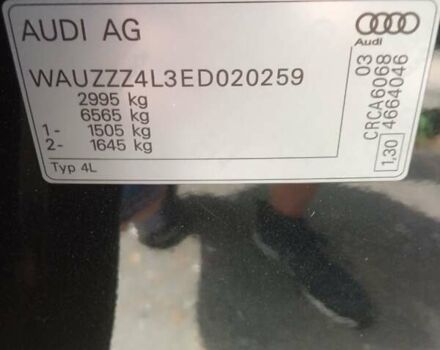 AUDI AG
Audi
WAUZZZ4L3ED020259
2995 kg
6565 kg
1- 1505 kg
2- 1645 kg
Typ 4L
03
CRCA6068
4664046
1,30